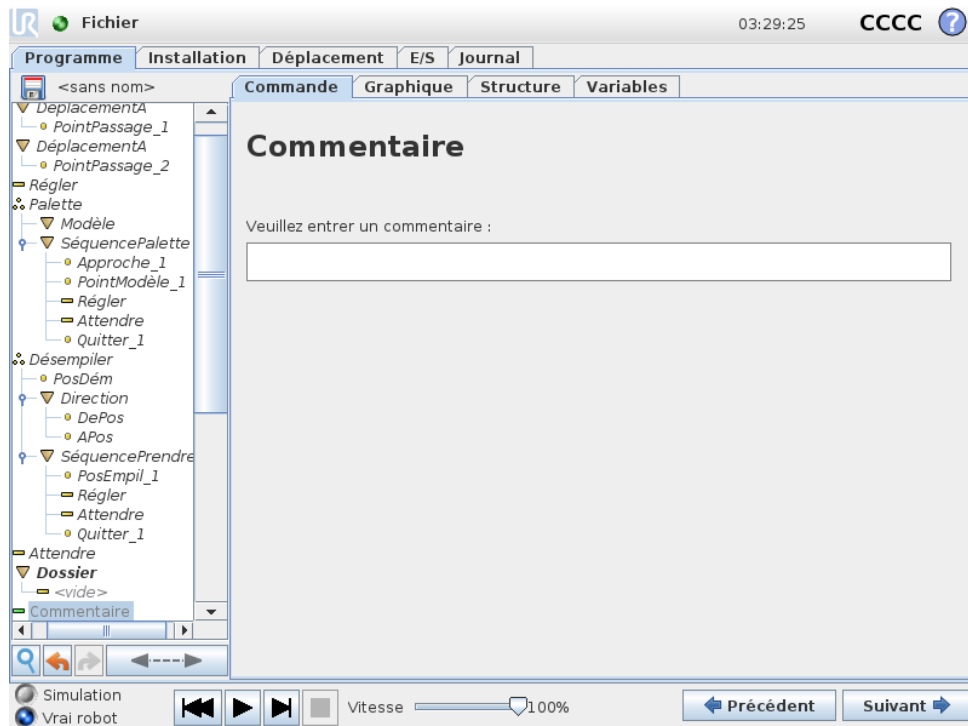 Fichier 03:29:25 CCCC ?
Programme Installation Déplacement E/S Journal
<sans nom> Commande Graphique Structure Variables
DéplacementA
PointPassage_1
DéplacementA
PointPassage_2
Régler
Palette
Modèle
SéquencePalette
Approche_1
PointModèle_1
Régler
Attendre
Quitter_1
Désempiler
PosDém
Direction
DePos
APos
SéquencePrendre
PosEmpil_1
Régler
Attendre
Quitter_1
Attendre
Dossier
<vide>
Commentaire
Commentaire
Veuillez entrer un commentaire :
Simulation
Vrai robot
Vitesse 100%
Précédent Suivant